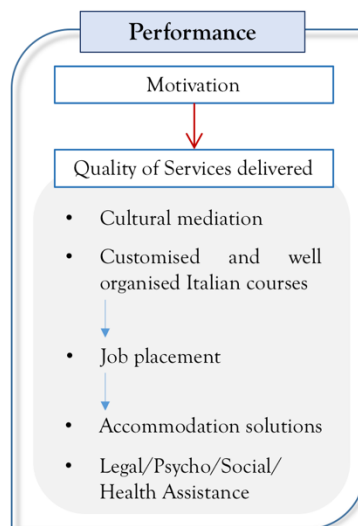 Performance
Motivation
Quality of Services delivered
• Cultural mediation
• Customised and well
organised Italian courses
• Job placement
• Accommodation solutions
• Legal/Psycho/Social/
Health Assistance